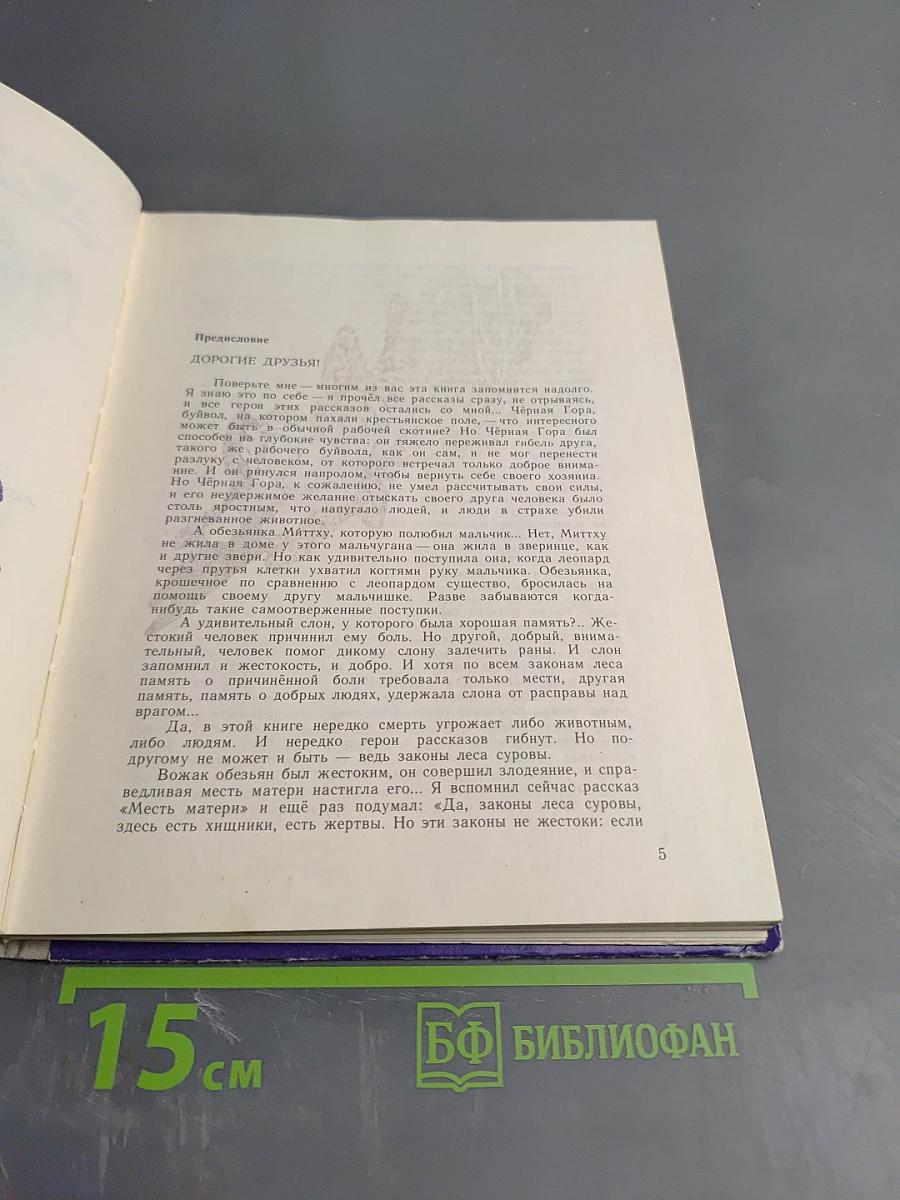 Предисловие
ДОРОГИЕ ДРУЗЬЯ!
Поверьте мне — многим из вас эта книга запомнится надолго.
Я знаю это по себе — я прочёл все рассказы сразу, не отрываясь,
и все герои этих рассказов остались со мной... Чёрная Гора,
буйвол, на котором пахали крестьянское поле, — что интересного
может быть в обычной рабочей скотине? Но Чёрная Гора был
способен на глубокие чувства: он тяжело переживал гибель друга,
такого же рабочего буйвола, как он сам, и не мог перенести
разлуку с человеком, от которого встречал только доброе внима-
ние. И он ринулся напролом, чтобы вернуть себе своего хозяина.
Но Чёрная Гора, к сожалению, не умел рассчитывать свои силы,
и его неудержимое желание отыскать своего друга человека было
столь яростным, что напугало людей, и люди в страхе убили
разгневанное животное.
А обезьянка Ми́ттху, которую полюбил мальчик... Нет, Миттху
не жила в доме у этого мальчугана — она жила в зверинце, как
и другие звери. Но как удивительно поступила она, когда леопард
через прутья клетки ухватил когтями руку мальчика. Обезьянка,
крошечное по сравнению с леопардом существо, бросилась на
помощь своему другу мальчишке. Разве забываются когда-
нибудь такие самоотверженные поступки.
А удивительный слон, у которого была хорошая память?.. Же-
стокий человек причинил ему боль. Но другой, добрый, внима-
тельный, человек помог дикому слону залечить раны. И слон
запомнил и жестокость, и добро. И хотя по всем законам леса
память о причинённой боли требовала только мести, другая
память, память о добрых людях, удержала слона от расправы над
врагом...
Да, в этой книге нередко смерть угрожает либо животным,
либо людям. И нередко герои рассказов гибнут. Но по-
другому не может и быть — ведь законы леса суровы.
Вожак обезьян был жестоким, он совершил злодеяние, и спра-
ведливая месть матери настигла его... Я вспомнил сейчас рассказ
«Месть матери» и ещё раз подумал: «Да, законы леса суровы,
здесь есть хищники, есть жертвы. Но эти законы не жестоки: если
5
15 см
БФ БИБЛИОФАН